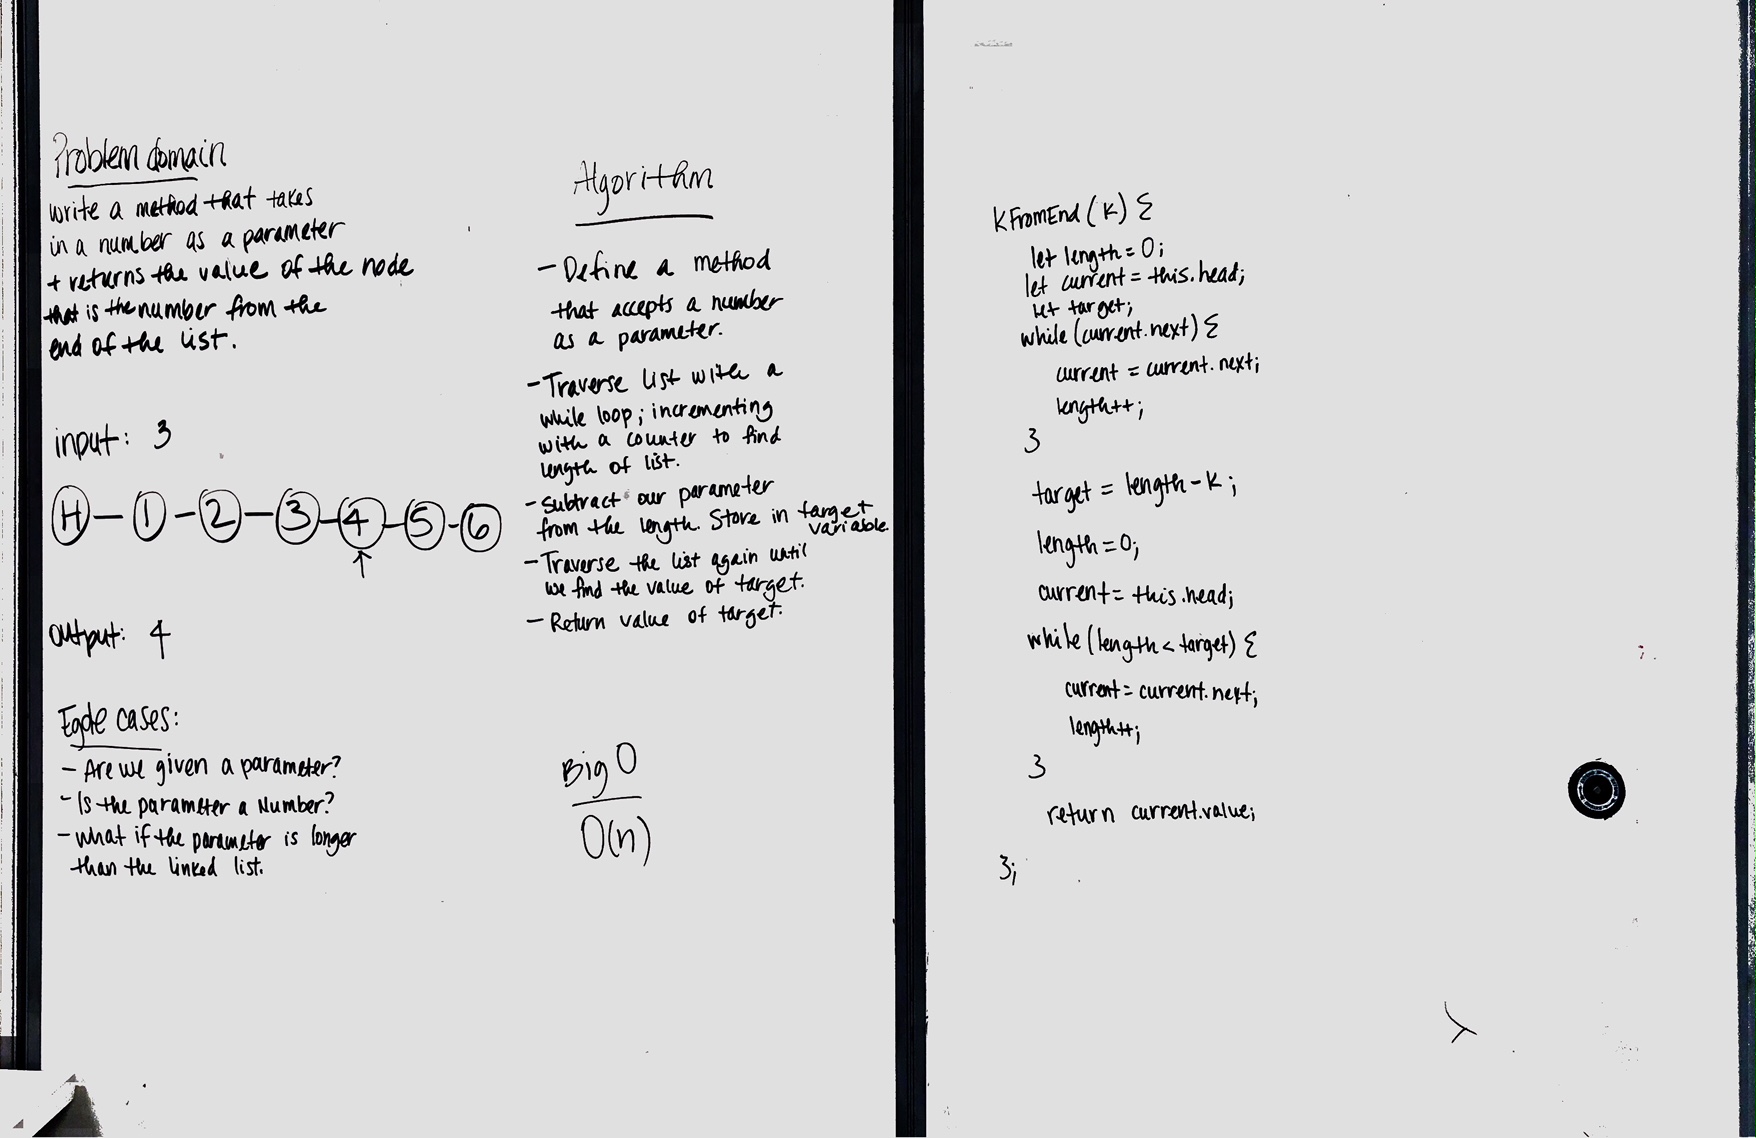 Problem domain
write a method that takes
in a number as a parameter
+ returns the value of the node
that is the number from the
end of the list.
input: 3
H - 1 - 2 - 3 - 4 - 5 - 6
↑
output: 4
Egde cases:
- Are we given a parameter?
- Is the parameter a Number?
- what if the parameter is longer
than the linked list.
Algorithm
- Define a method
that accepts a number
as a parameter.
- Traverse list with a
while loop; incrementing
with a counter to find
length of list.
- Subtract our parameter
from the length. Store in target
variable.
- Traverse the list again until
we find the value of target.
- Return value of target.
Big O
O(n)
kFromEnd(k) {
let length = 0;
let current = this.head;
let target;
while (current.next) {
current = current.next;
length++;
}
target = length - k;
length = 0;
current = this.head;
while (length < target) {
current = current.next;
length++;
}
return current.value;
};